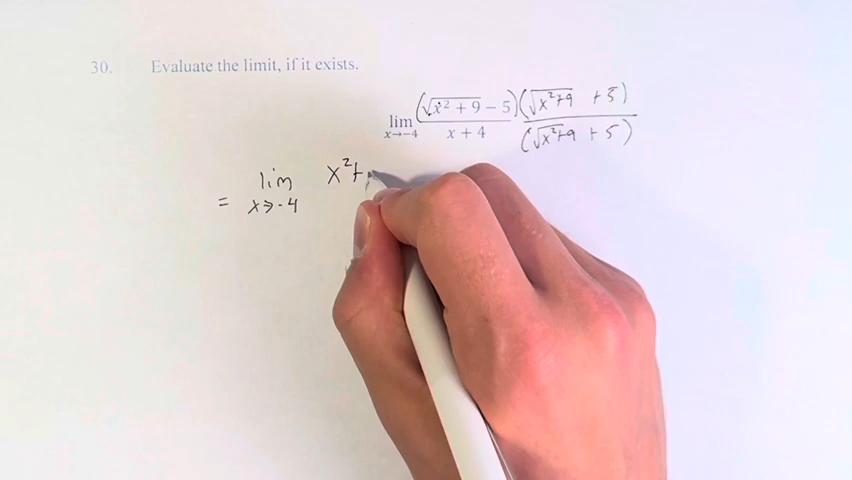 30. Evaluate the limit, if it exists.
lim x→-4 (√x² + 9 - 5)(√x²+9 + 5) / x + 4 (√x²+9 + 5)
= lim x→-4 x²+